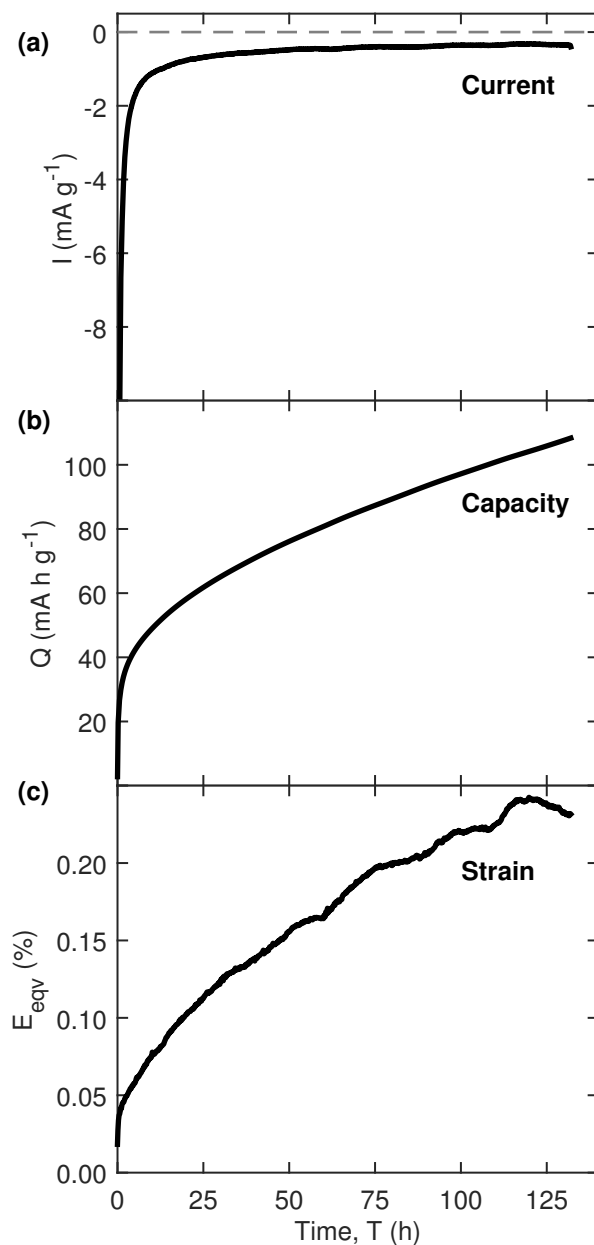 (a)
0
-2
-4
-6
-8
I (mA g⁻¹)
Current
(b)
100
80
60
40
20
Q (mA h g⁻¹)
Capacity
(c)
0.20
0.15
0.10
0.05
0.00
E_eqv (%)
Strain
0 25 50 75 100 125
Time, T (h)